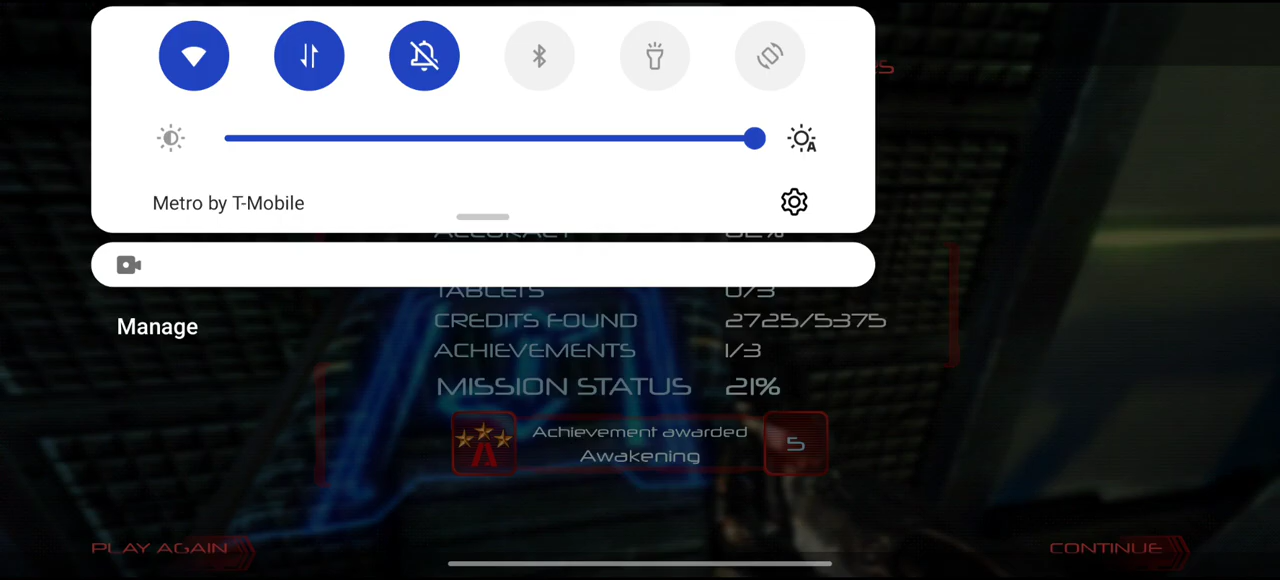 Metro by T-Mobile
TABLETS 0/3
CREDITS FOUND 2725/5375
ACHIEVEMENTS 1/3
Manage
MISSION STATUS 21%
Achievement awarded
Awakening
5
PLAY AGAIN
CONTINUE